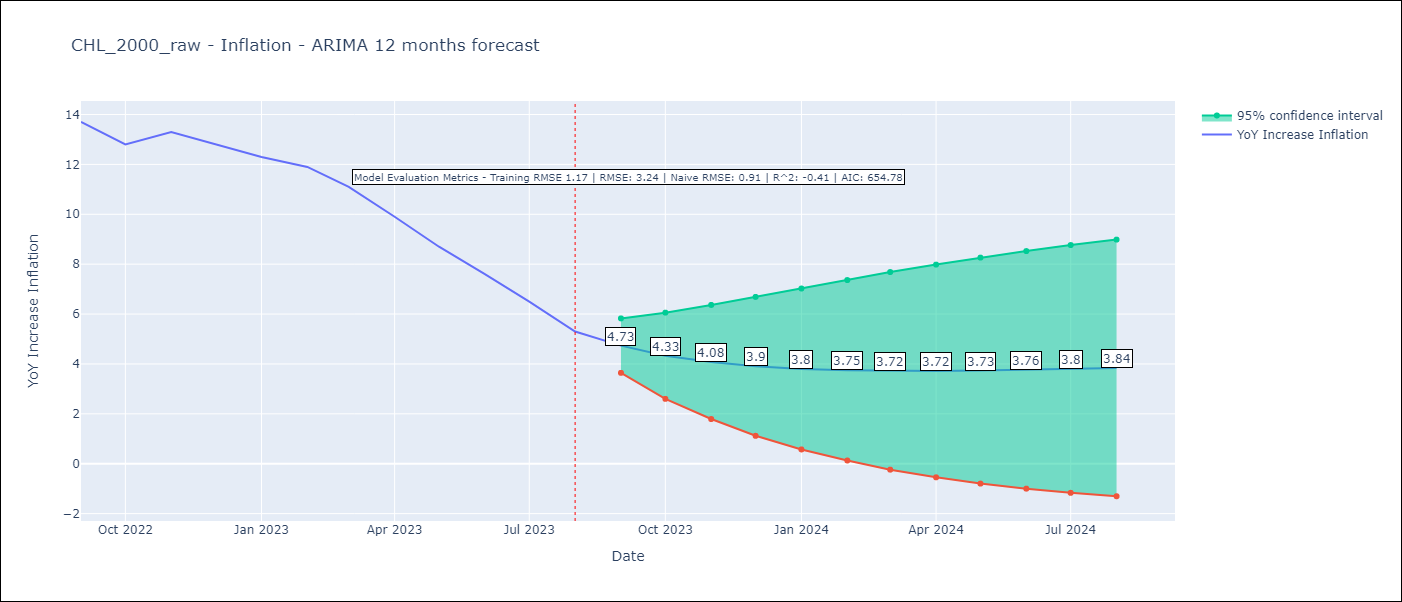 CHL_2000_raw - Inflation - ARIMA 12 months forecast
95% confidence interval
YoY Increase Inflation
Model Evaluation Metrics - Training RMSE 1.17 | RMSE: 3.24 | Naive RMSE: 0.91 | R^2: -0.41 | AIC: 654.78
YoY Increase Inflation
14
12
10
8
6
4
2
0
−2
4.73
4.33
4.08
3.9
3.8
3.75
3.72
3.72
3.73
3.76
3.8
3.84
Oct 2022
Jan 2023
Apr 2023
Jul 2023
Oct 2023
Jan 2024
Apr 2024
Jul 2024
Date